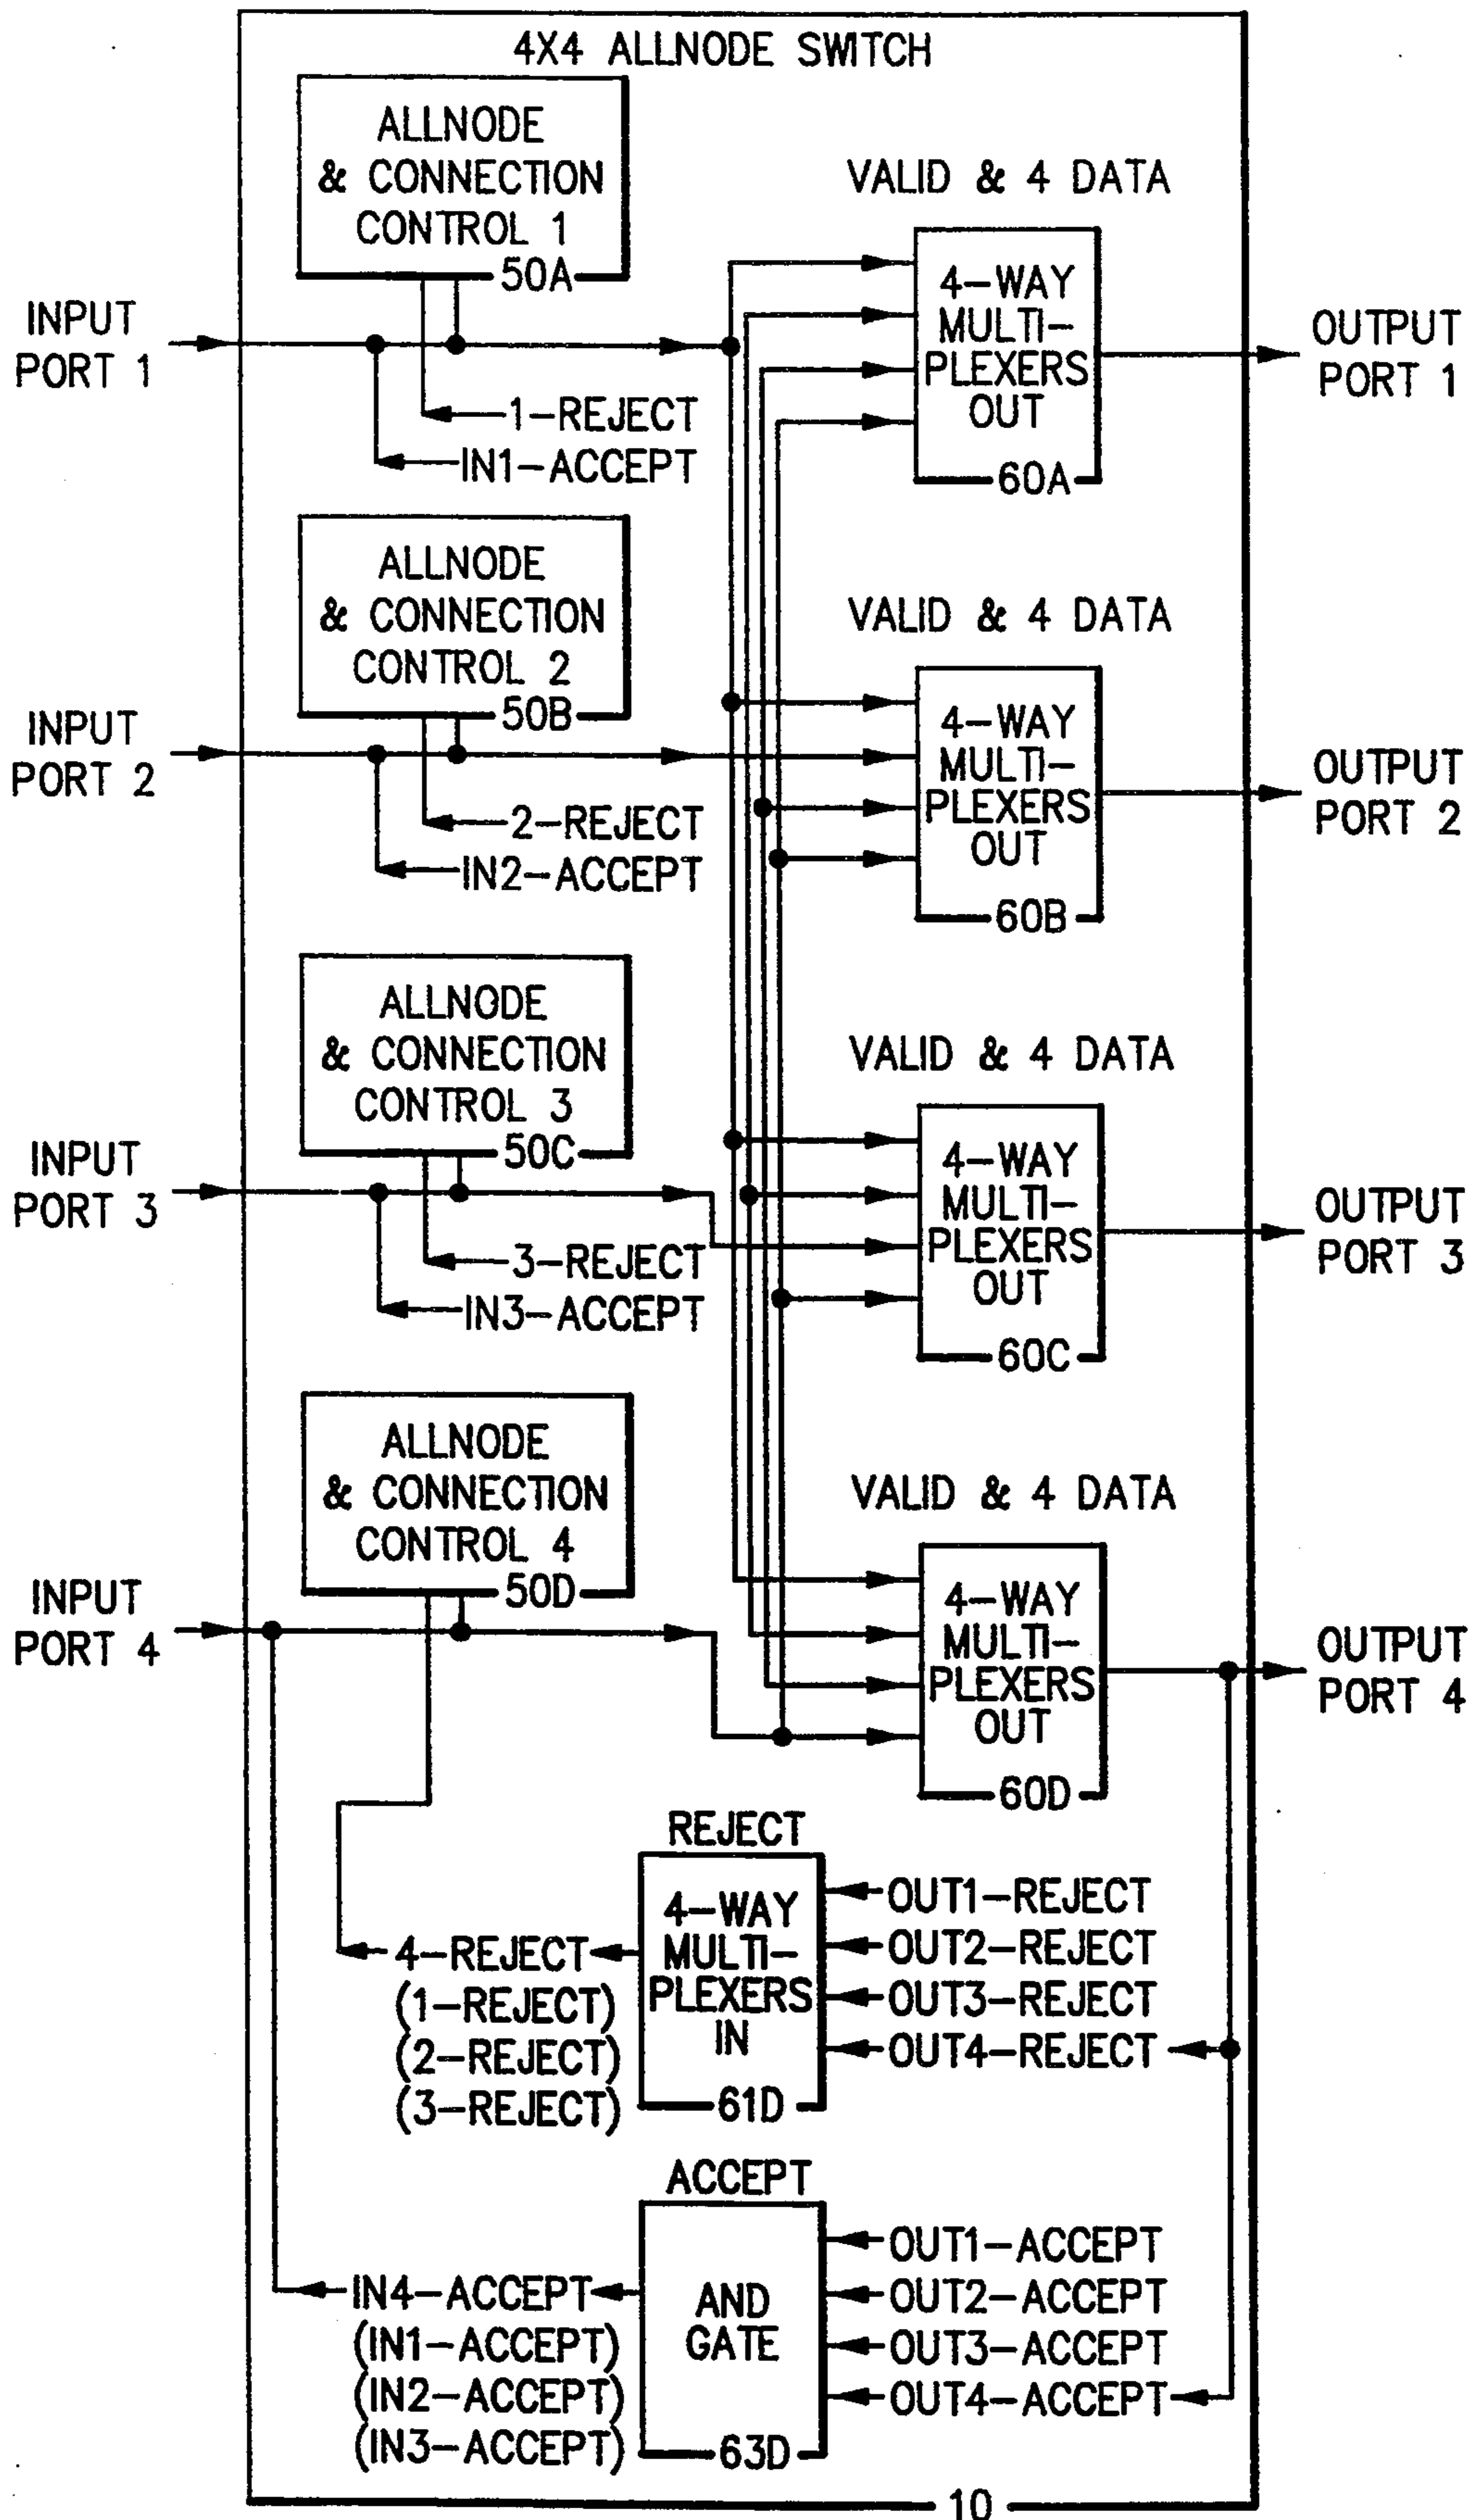 4X4 ALLNODE SWITCH
ALLNODE
& CONNECTION
CONTROL 1
50A
VALID & 4 DATA
4-WAY
MULTI-
PLEXERS
OUT
60A
INPUT
PORT 1
OUTPUT
PORT 1
1-REJECT
IN1-ACCEPT
ALLNODE
& CONNECTION
CONTROL 2
50B
VALID & 4 DATA
4-WAY
MULTI-
PLEXERS
OUT
60B
INPUT
PORT 2
OUTPUT
PORT 2
2-REJECT
IN2-ACCEPT
ALLNODE
& CONNECTION
CONTROL 3
50C
VALID & 4 DATA
4-WAY
MULTI-
PLEXERS
OUT
60C
INPUT
PORT 3
OUTPUT
PORT 3
3-REJECT
IN3-ACCEPT
ALLNODE
& CONNECTION
CONTROL 4
50D
VALID & 4 DATA
4-WAY
MULTI-
PLEXERS
OUT
60D
INPUT
PORT 4
OUTPUT
PORT 4
REJECT
4-WAY
MULTI-
PLEXERS
IN
61D
OUT1-REJECT
OUT2-REJECT
OUT3-REJECT
OUT4-REJECT
4-REJECT
(1-REJECT)
(2-REJECT)
(3-REJECT)
ACCEPT
AND
GATE
63D
OUT1-ACCEPT
OUT2-ACCEPT
OUT3-ACCEPT
OUT4-ACCEPT
IN4-ACCEPT
(IN1-ACCEPT)
(IN2-ACCEPT)
(IN3-ACCEPT)
10